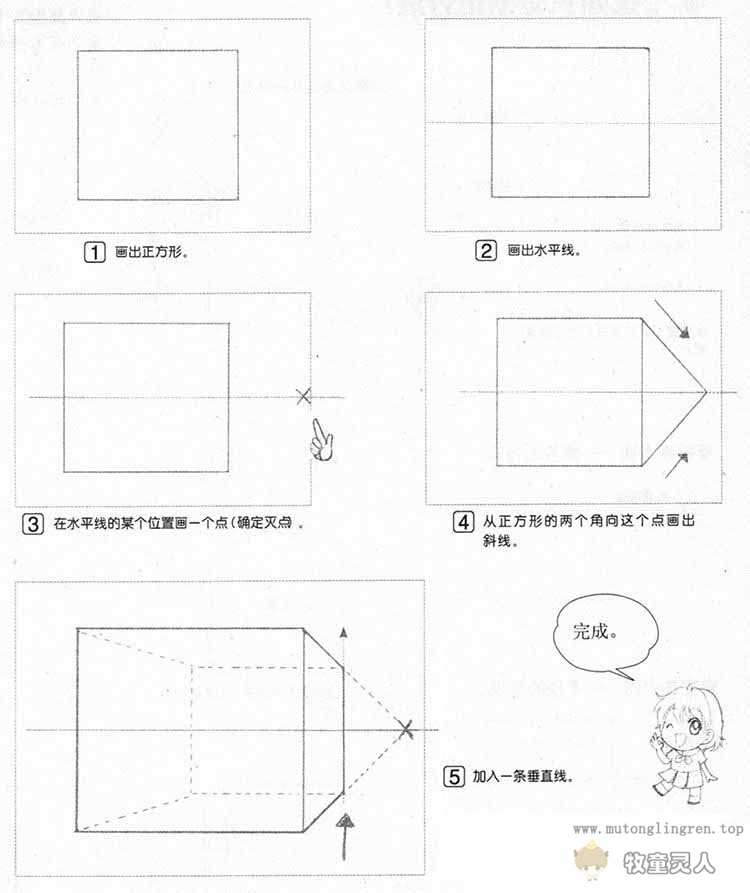 1 画出正方形。
2 画出水平线。
3 在水平线的某个位置画一个点(确定灭点)。
4 从正方形的两个角向这个点画出
斜线。
完成。
5 加入一条垂直线。
www.mutonglingren.top
牧童灵人